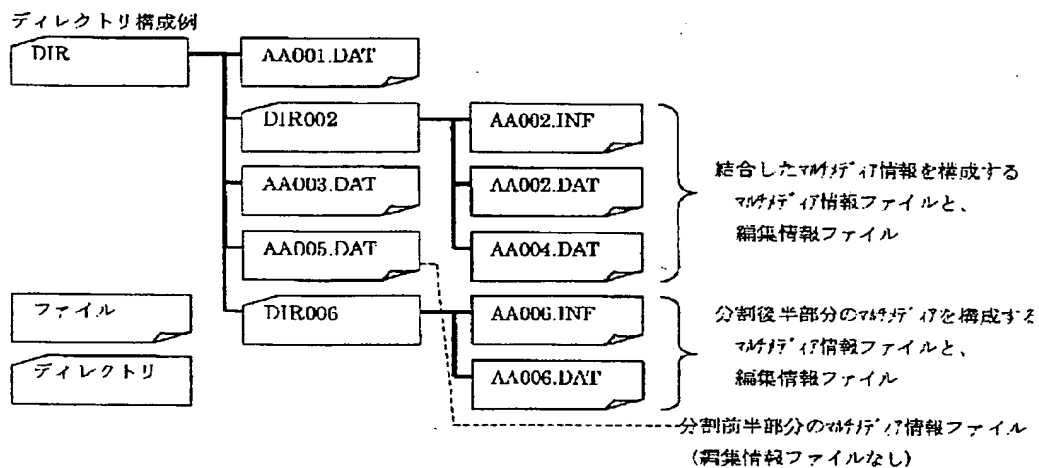 ディレクトリ構成例
DIR
AA001.DAT
DIR002
AA002.INF
AA003.DAT
AA002.DAT
AA005.DAT
AA004.DAT
結合したﾏﾙﾁﾒﾃﾞｨｱ情報を構成する
ﾏﾙﾁﾒﾃﾞｨｱ情報ファイルと、
編集情報ファイル
ファイル
DIR006
AA006.INF
ディレクトリ
AA006.DAT
分割後半部分のﾏﾙﾁﾒﾃﾞｨｱを構成する
ﾏﾙﾁﾒﾃﾞｨｱ情報ファイルと、
編集情報ファイル
分割前半部分のﾏﾙﾁﾒﾃﾞｨｱ情報ファイル
(編集情報ファイルなし)